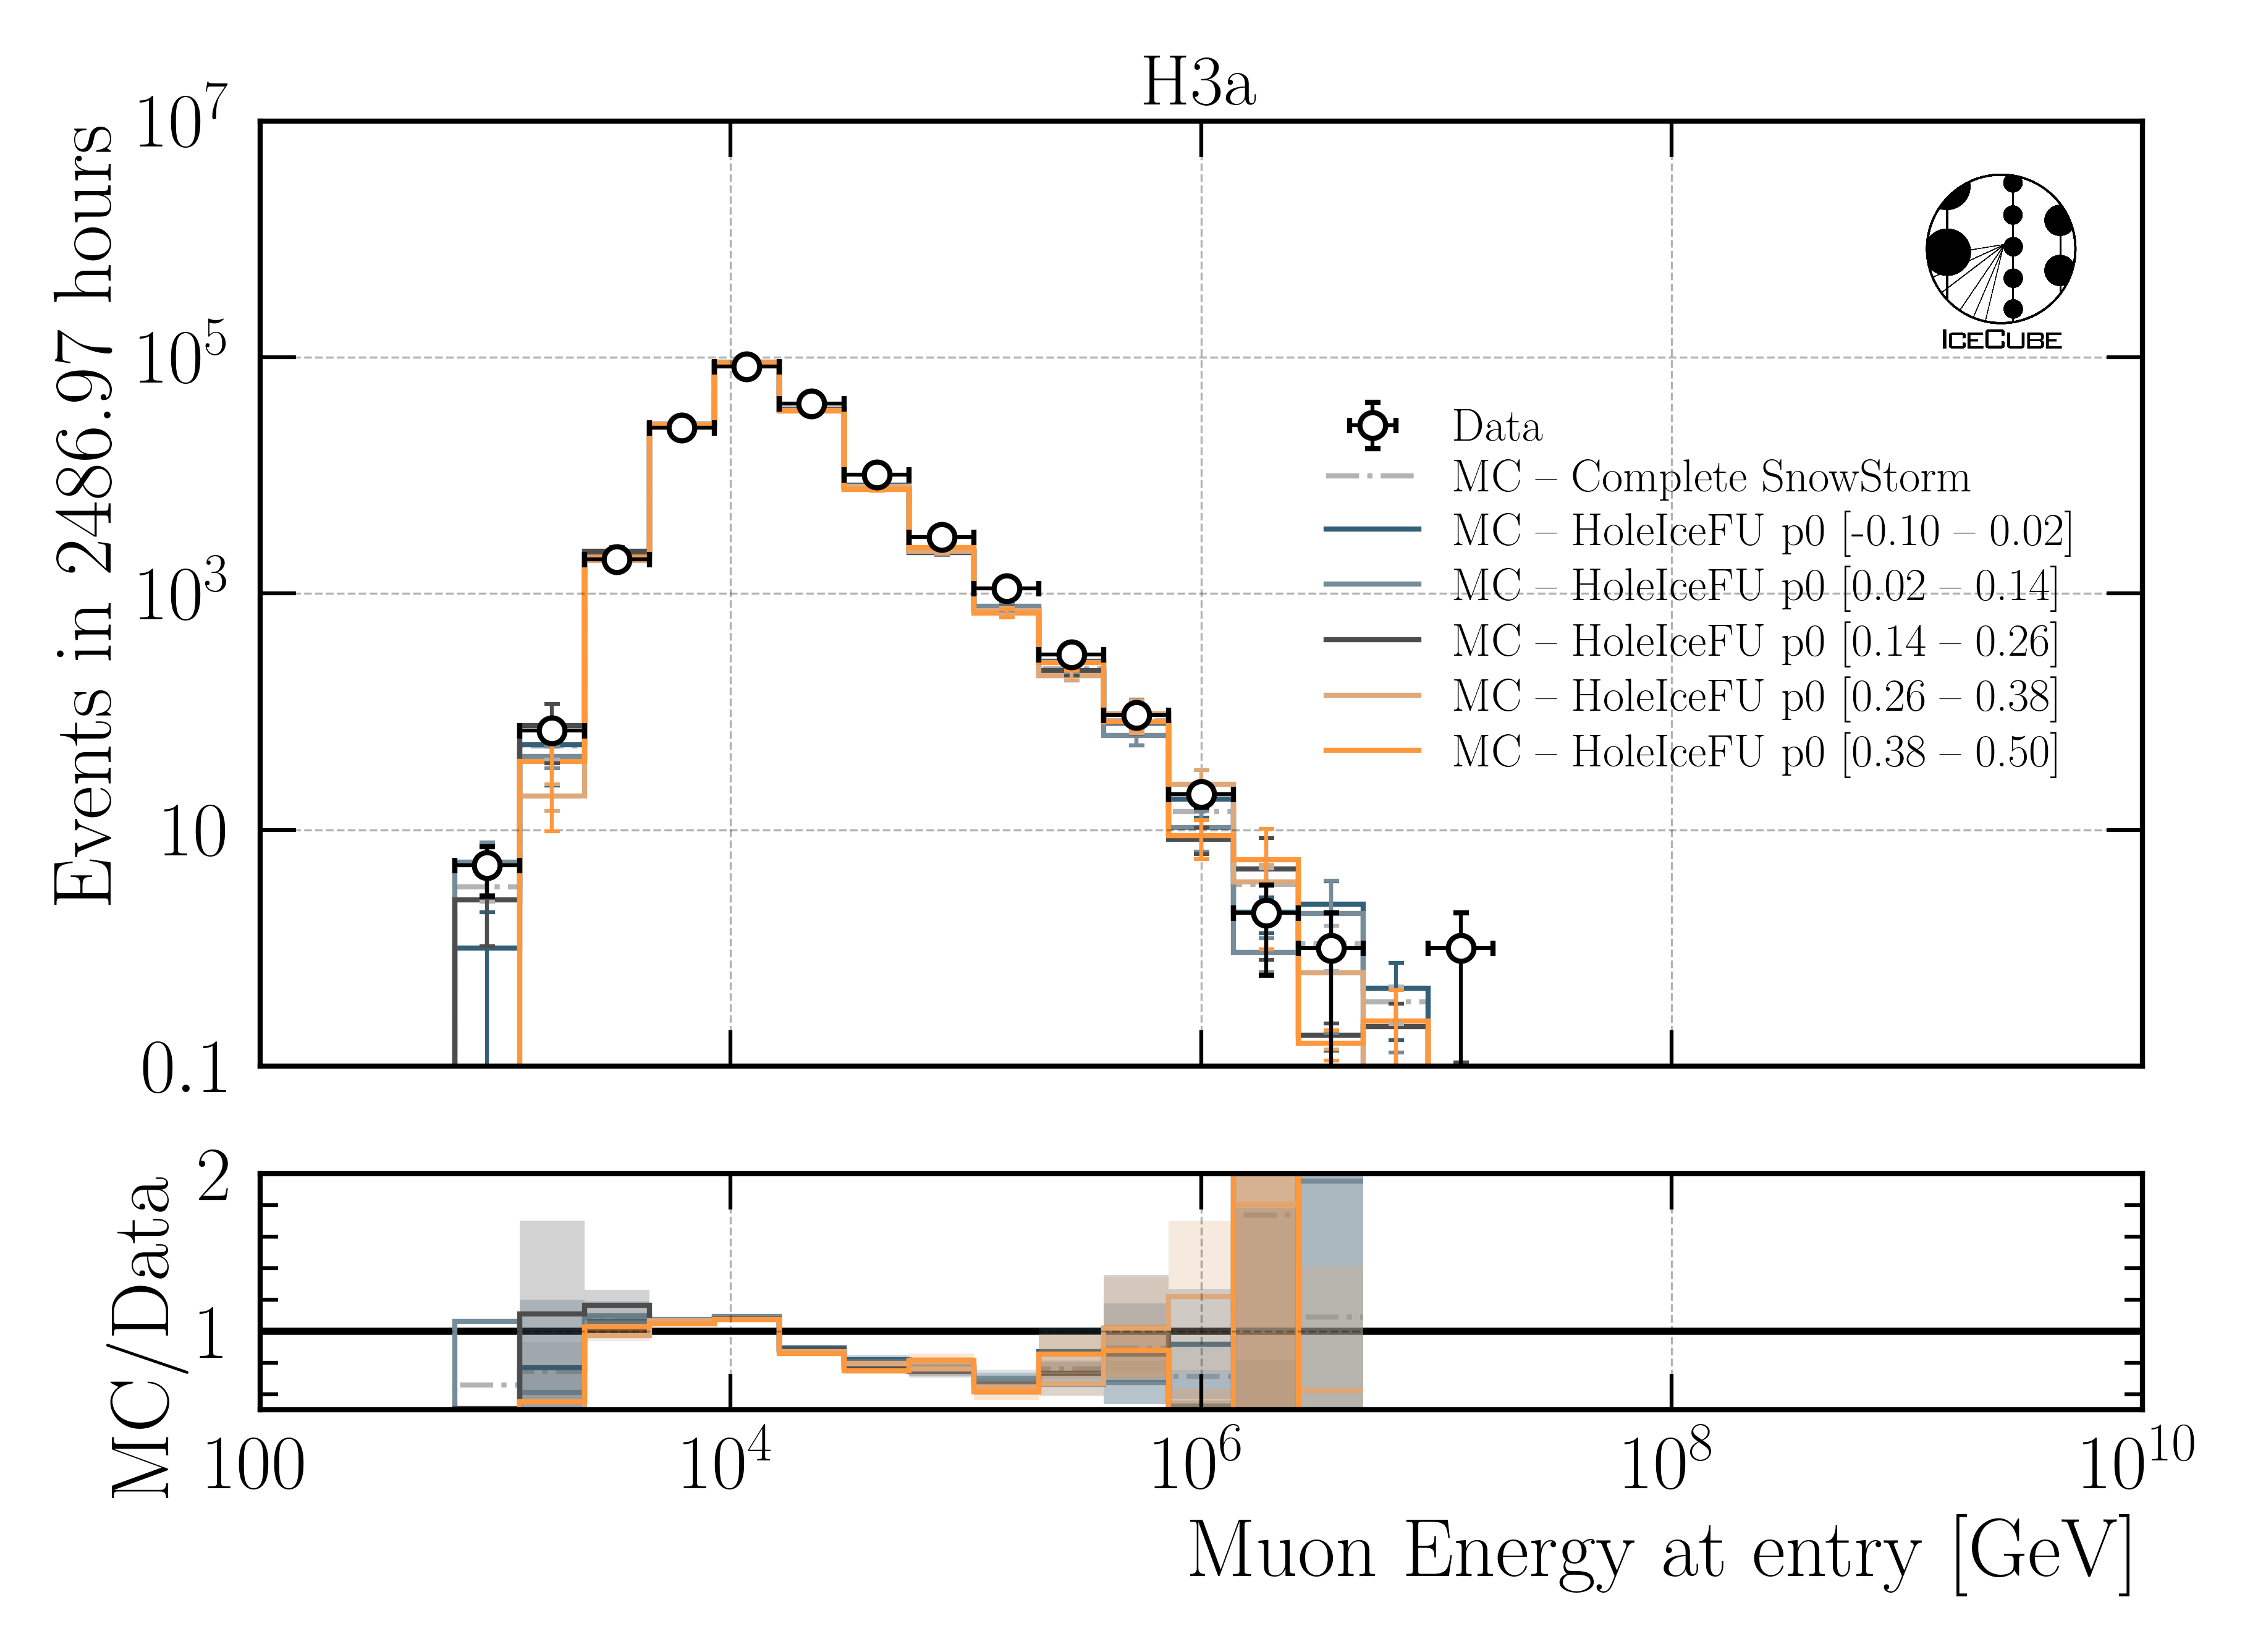 H3a
10^7
10^5
10^3
10
0.1
Events in 2486.97 hours
IceCube
Data
MC – Complete SnowStorm
MC – HoleIceFU p0 [-0.10 – 0.02]
MC – HoleIceFU p0 [0.02 – 0.14]
MC – HoleIceFU p0 [0.14 – 0.26]
MC – HoleIceFU p0 [0.26 – 0.38]
MC – HoleIceFU p0 [0.38 – 0.50]
2
1
MC/Data
100 10^4 10^6 10^8 10^10
Muon Energy at entry [GeV]